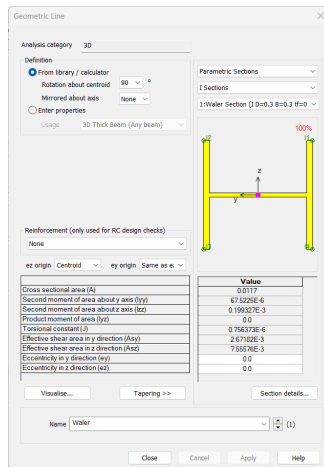 Geometric Line
Analysis category 3D
Definition
From library / calculator
Rotation about centroid 90 °
Mirrored about axis None
Enter properties
Usage 3D Thick Beam (Any beam)
Parametric Sections
I Sections
1:Waler Section (I D=0.3 B=0.3 tf=0
100%
z
y
Reinforcement (only used for RC design checks)
None
ez origin Centroid ey origin Same as e:
Value
Cross sectional area (A) 0.0117
Second moment of area about y axis (Iyy) 67.5225E-6
Second moment of area about z axis (Izz) 0.199327E-3
Product moment of area (Iyz) 0.0
Torsional constant (J) 0.756373E-6
Effective shear area in y direction (Asy) 2.67182E-3
Effective shear area in z direction (Asz) 7.55576E-3
Eccentricity in y direction (ey) 0.0
Eccentricity in z direction (ez) 0.0
Visualise... Tapering >> Section details...
Name Waler (1)
Close Cancel Apply Help